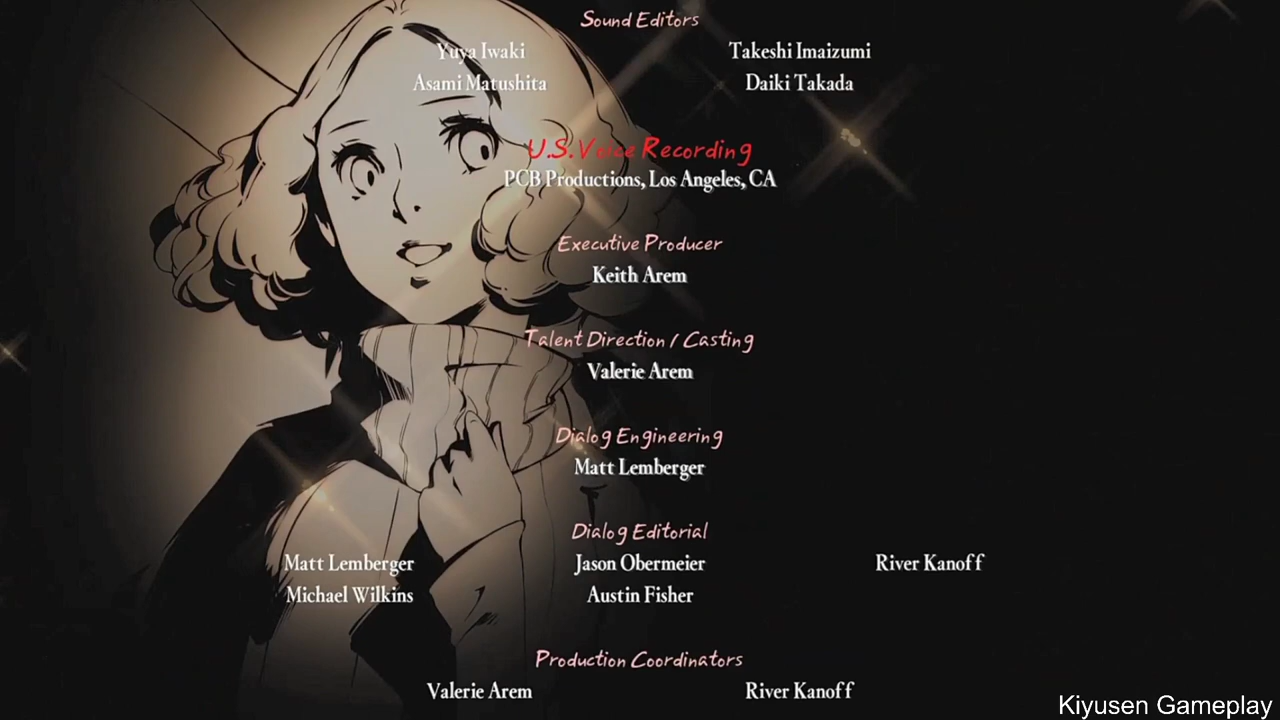 Sound Editors
Yuya Iwaki Takeshi Imaizumi
Asami Matushita Daiki Takada
U.S. Voice Recording
PCB Productions, Los Angeles, CA
Executive Producer
Keith Arem
Talent Direction / Casting
Valerie Arem
Dialog Engineering
Matt Lemberger
Dialog Editorial
Matt Lemberger Jason Obermeier River Kanoff
Michael Wilkins Austin Fisher
Production Coordinators
Valerie Arem River Kanoff
Kiyusen Gameplay